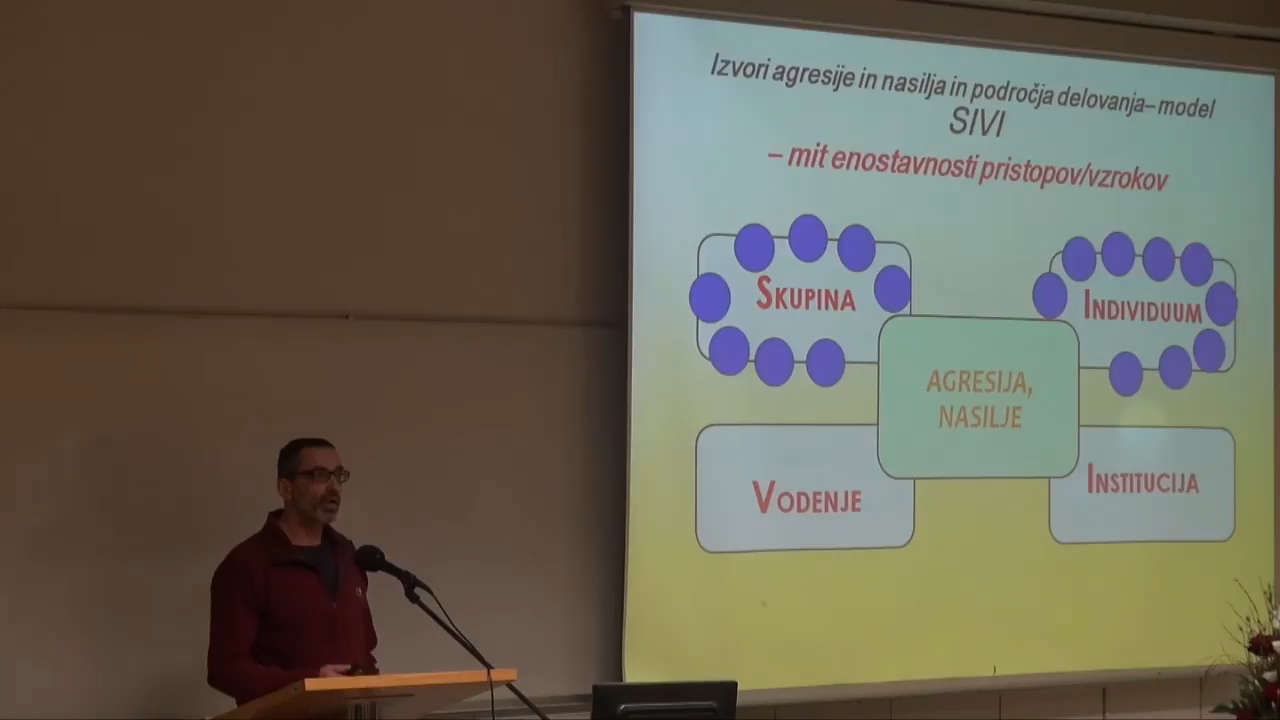 Izvori agresije in nasilja in področja delovanja– model
SIVI
– mit enostavnosti pristopov/vzrokov
SKUPINA
INDIVIDUUM
AGRESIJA,
NASILJE
VODENJE
INSTITUCIJA